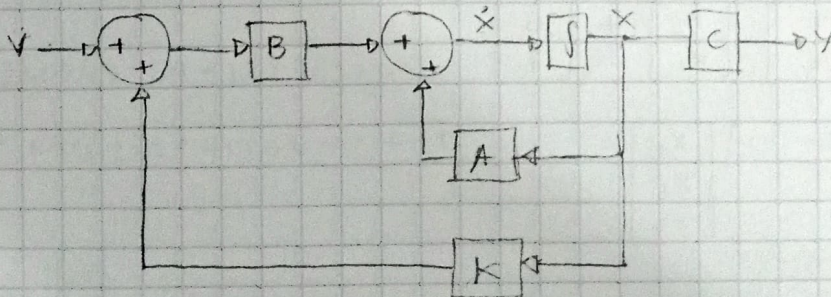 V + + B + + ẋ ∫ x C y
A
K